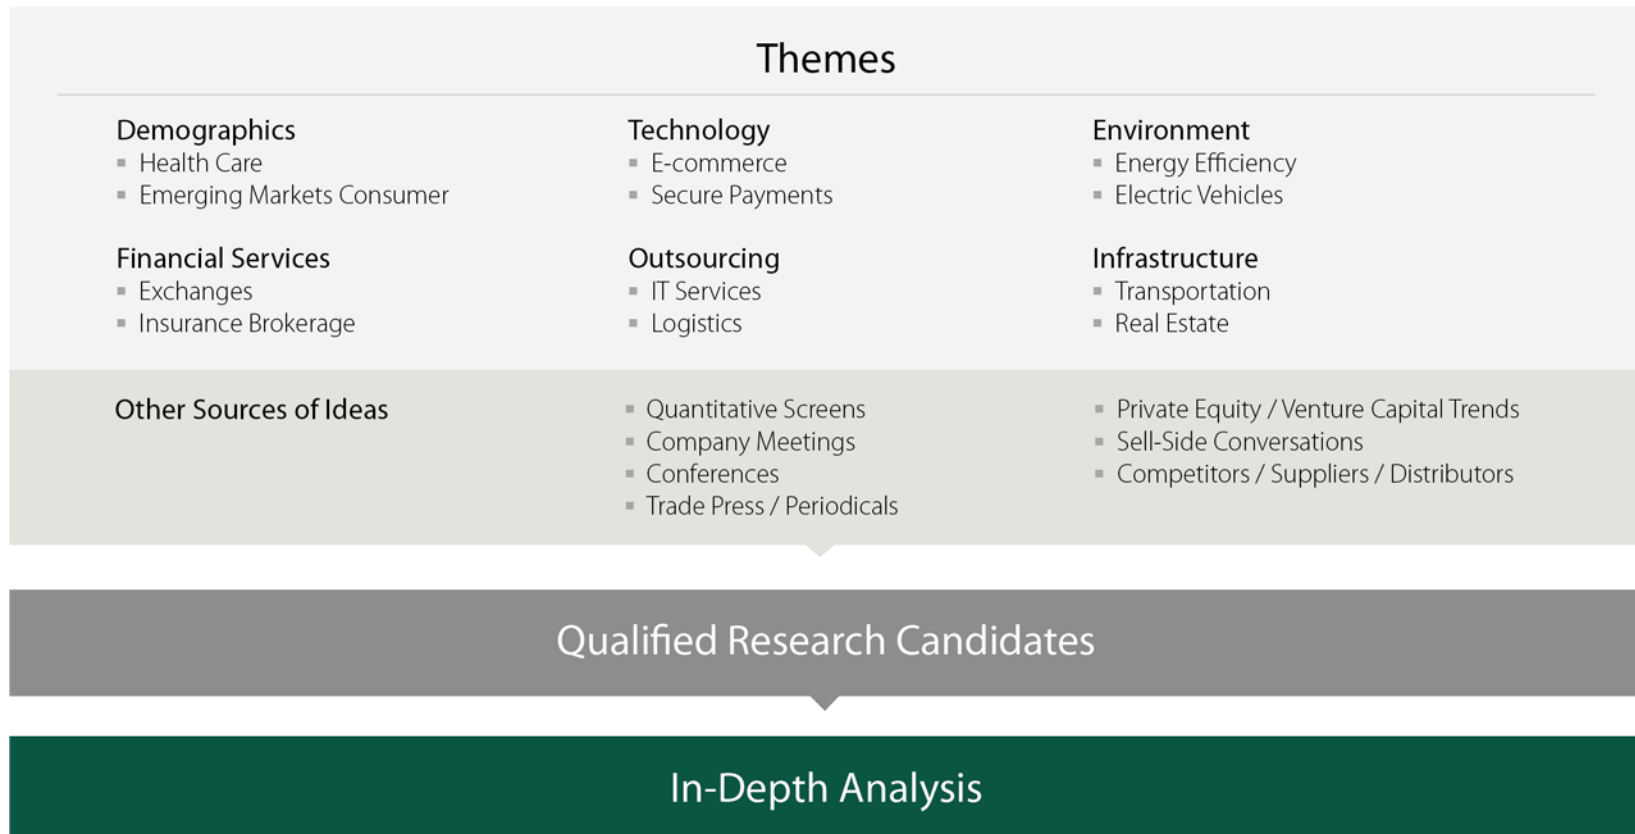 Themes
Demographics
Health Care
Emerging Markets Consumer
Technology
E-commerce
Secure Payments
Environment
Energy Efficiency
Electric Vehicles
Financial Services
Exchanges
Insurance Brokerage
Outsourcing
IT Services
Logistics
Infrastructure
Transportation
Real Estate
Other Sources of Ideas
Quantitative Screens
Company Meetings
Conferences
Trade Press / Periodicals
Private Equity / Venture Capital Trends
Sell-Side Conversations
Competitors / Suppliers / Distributors
Qualified Research Candidates
In-Depth Analysis